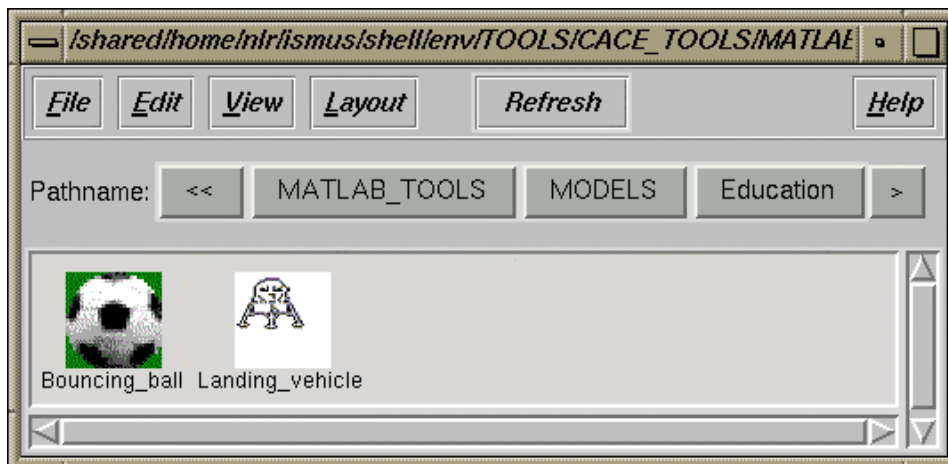 /shared/home/nlr/ismus/shell/env/TOOLS/CACE_TOOLS/MATLAB
File Edit View Layout Refresh Help
Pathname: << MATLAB_TOOLS MODELS Education >
Bouncing_ball Landing_vehicle